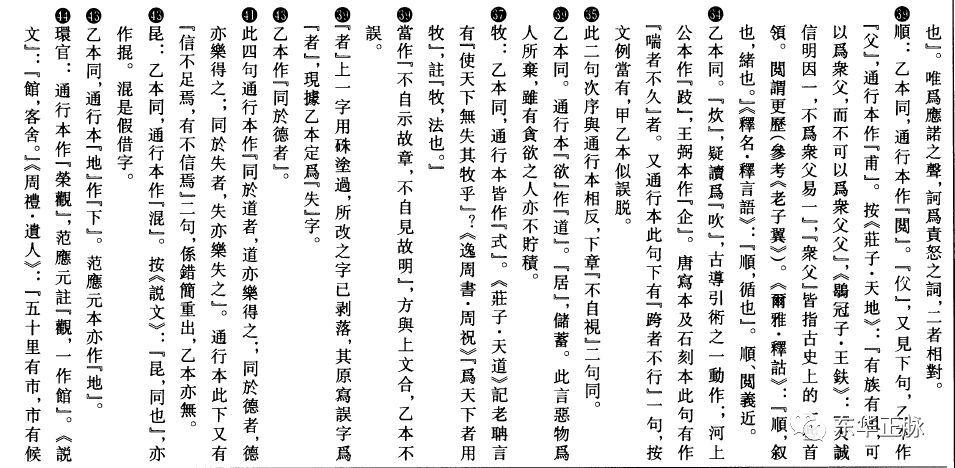 也』。唯爲應諾之聲,訶爲責怒之詞,二者相對。
㉝順:乙本同,通行本作『閱』。『𠇑』,又見下句,乙本作
『父』,通行本作『甫』。按《莊子·天地》:『有族有祖,可
以爲衆父,而不可以爲衆父父』,《鶡冠子·王鈇》:『天誠
信明因一,不爲衆父易一』,『衆父』皆指古史上的首
領。閱謂更歷(參考《老子翼》)。《爾雅·釋詁》:『順,叙
也,緒也。』《釋名·釋言語》:『順,循也』。順、閱義近。
㉞乙本同。『炊』,疑讀爲『吹』,古導引術之一動作;河上
公本作『跂』,王弼本作『企』。唐寫本及石刻本此句有作
『喘者不久』者。又通行本此句下有『跨者不行』一句,按
文例當有,甲乙本似誤脱。
㉟此二句次序與通行本相反,下章『不自視』二句同。
㊱乙本同。通行本『欲』作『道』。『居』,儲蓄。此言惡物爲
人所棄,雖有貪欲之人亦不貯積。
㊲牧:乙本同,通行本皆作『式』。《莊子·天道》記老聃言
有『使天下無失其牧乎』?《逸周書·周祝》『爲天下者用
牧』,註『牧,法也。』
㊳當作『不自示故章,不自見故明』,方與上文合,乙本不
誤。
㊴『者』上一字用硃塗過,所改之字已剥落,其原寫誤字爲
『者』,現據乙本定爲『失』字。
㊵乙本作『同於德者』。
㊶此四句通行本作『同於道者,道亦樂得之;同於德者,德
亦樂得之;同於失者,失亦樂失之』。通行本此下又有
『信不足焉,有不信焉』二句,係錯簡重出,乙本亦無。
㊷昆:乙本同,通行本作『混』。按《説文》:『昆,同也』,亦
作掍。混是假借字。
㊸乙本同,通行本『地』作『下』。范應元本亦作『地』。
㊹環官:通行本作『榮觀』,范應元註『觀,一作館』。《説
文》:『館,客舍。』《周禮·遺人》:『五十里有市,市有候
东华正脉